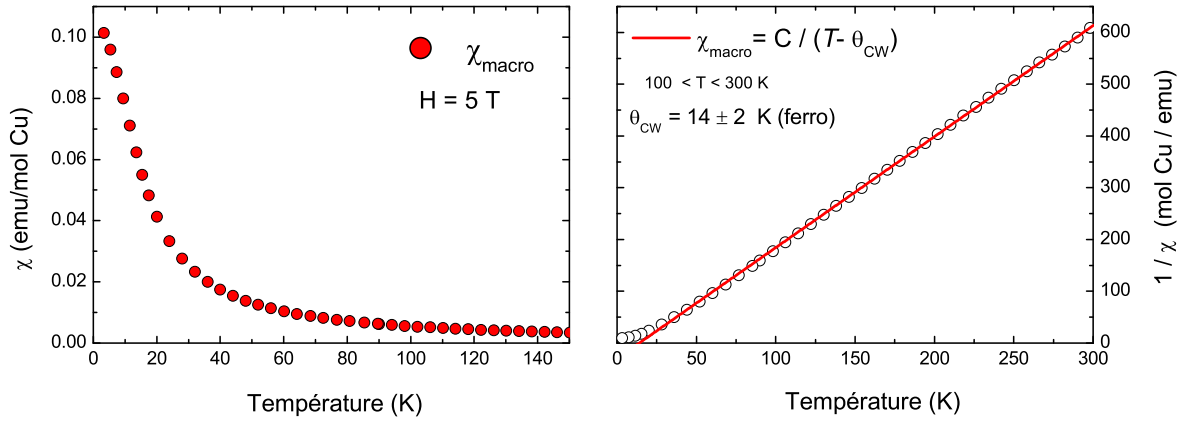 χ (emu/mol Cu)
0.10
0.08
0.06
0.04
0.02
0.00
χmacro
H = 5 T
0 20 40 60 80 100 120 140
Température (K)
χmacro= C / (T- θCW)
100 < T < 300 K
θCW = 14 ± 2 K (ferro)
600
500
400
300
200
100
0
1 / χ (mol Cu / emu)
0 50 100 150 200 250 300
Température (K)